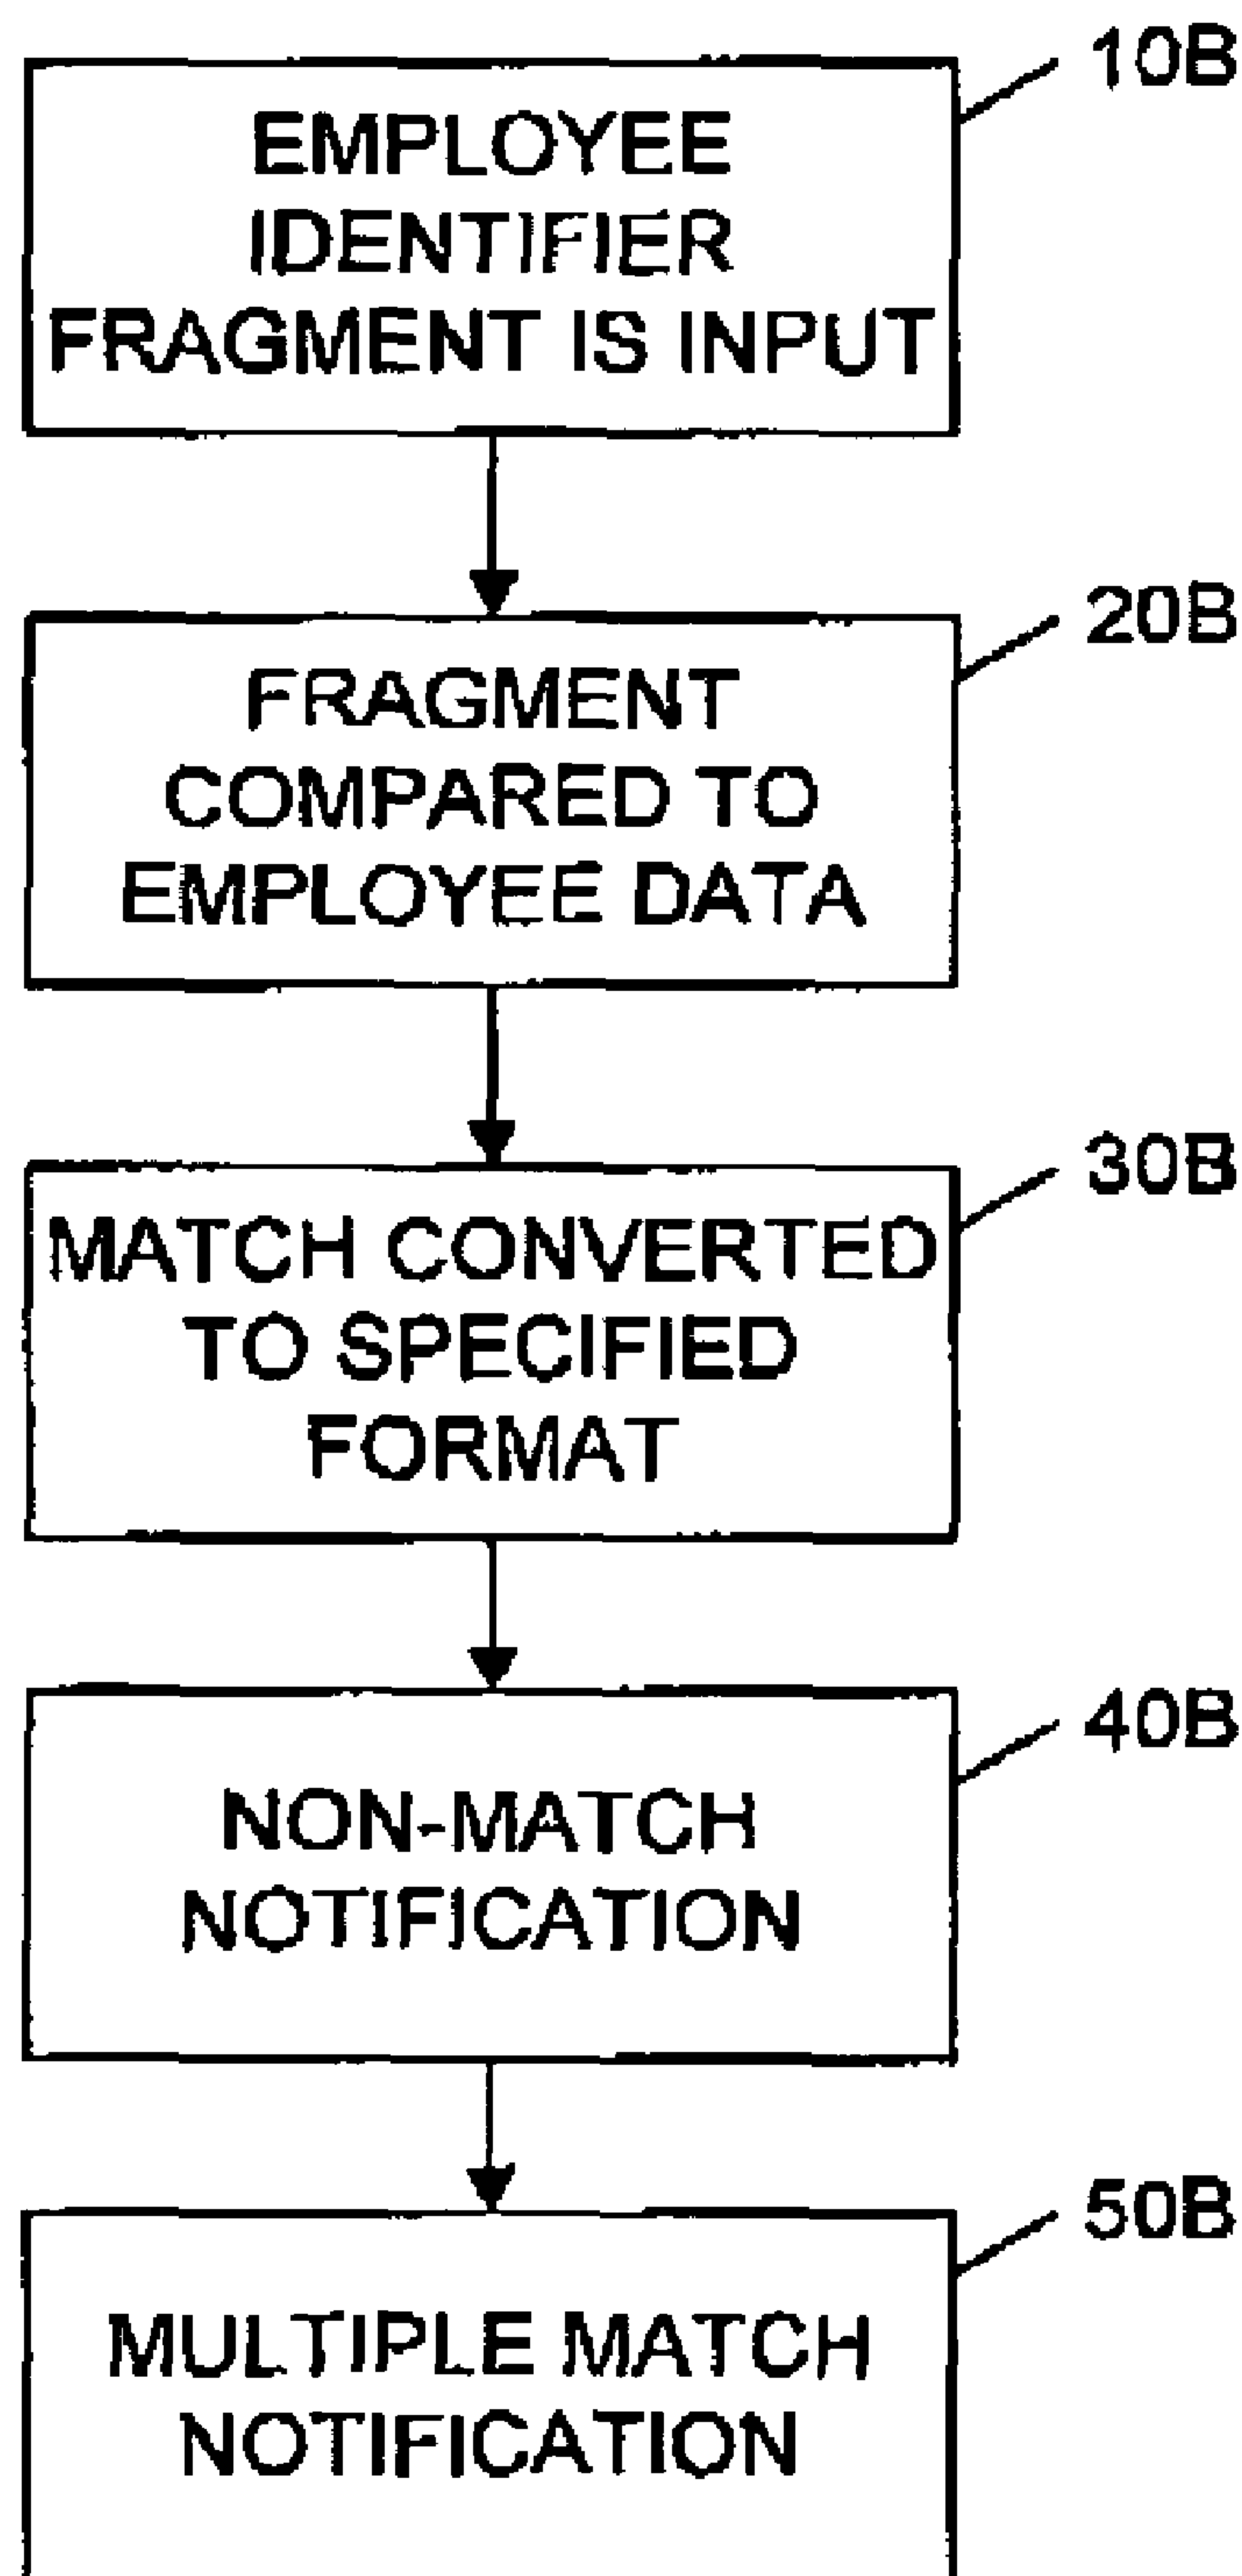 10B
EMPLOYEE
IDENTIFIER
FRAGMENT IS INPUT
20B
FRAGMENT
COMPARED TO
EMPLOYEE DATA
30B
MATCH CONVERTED
TO SPECIFIED
FORMAT
40B
NON-MATCH
NOTIFICATION
50B
MULTIPLE MATCH
NOTIFICATION